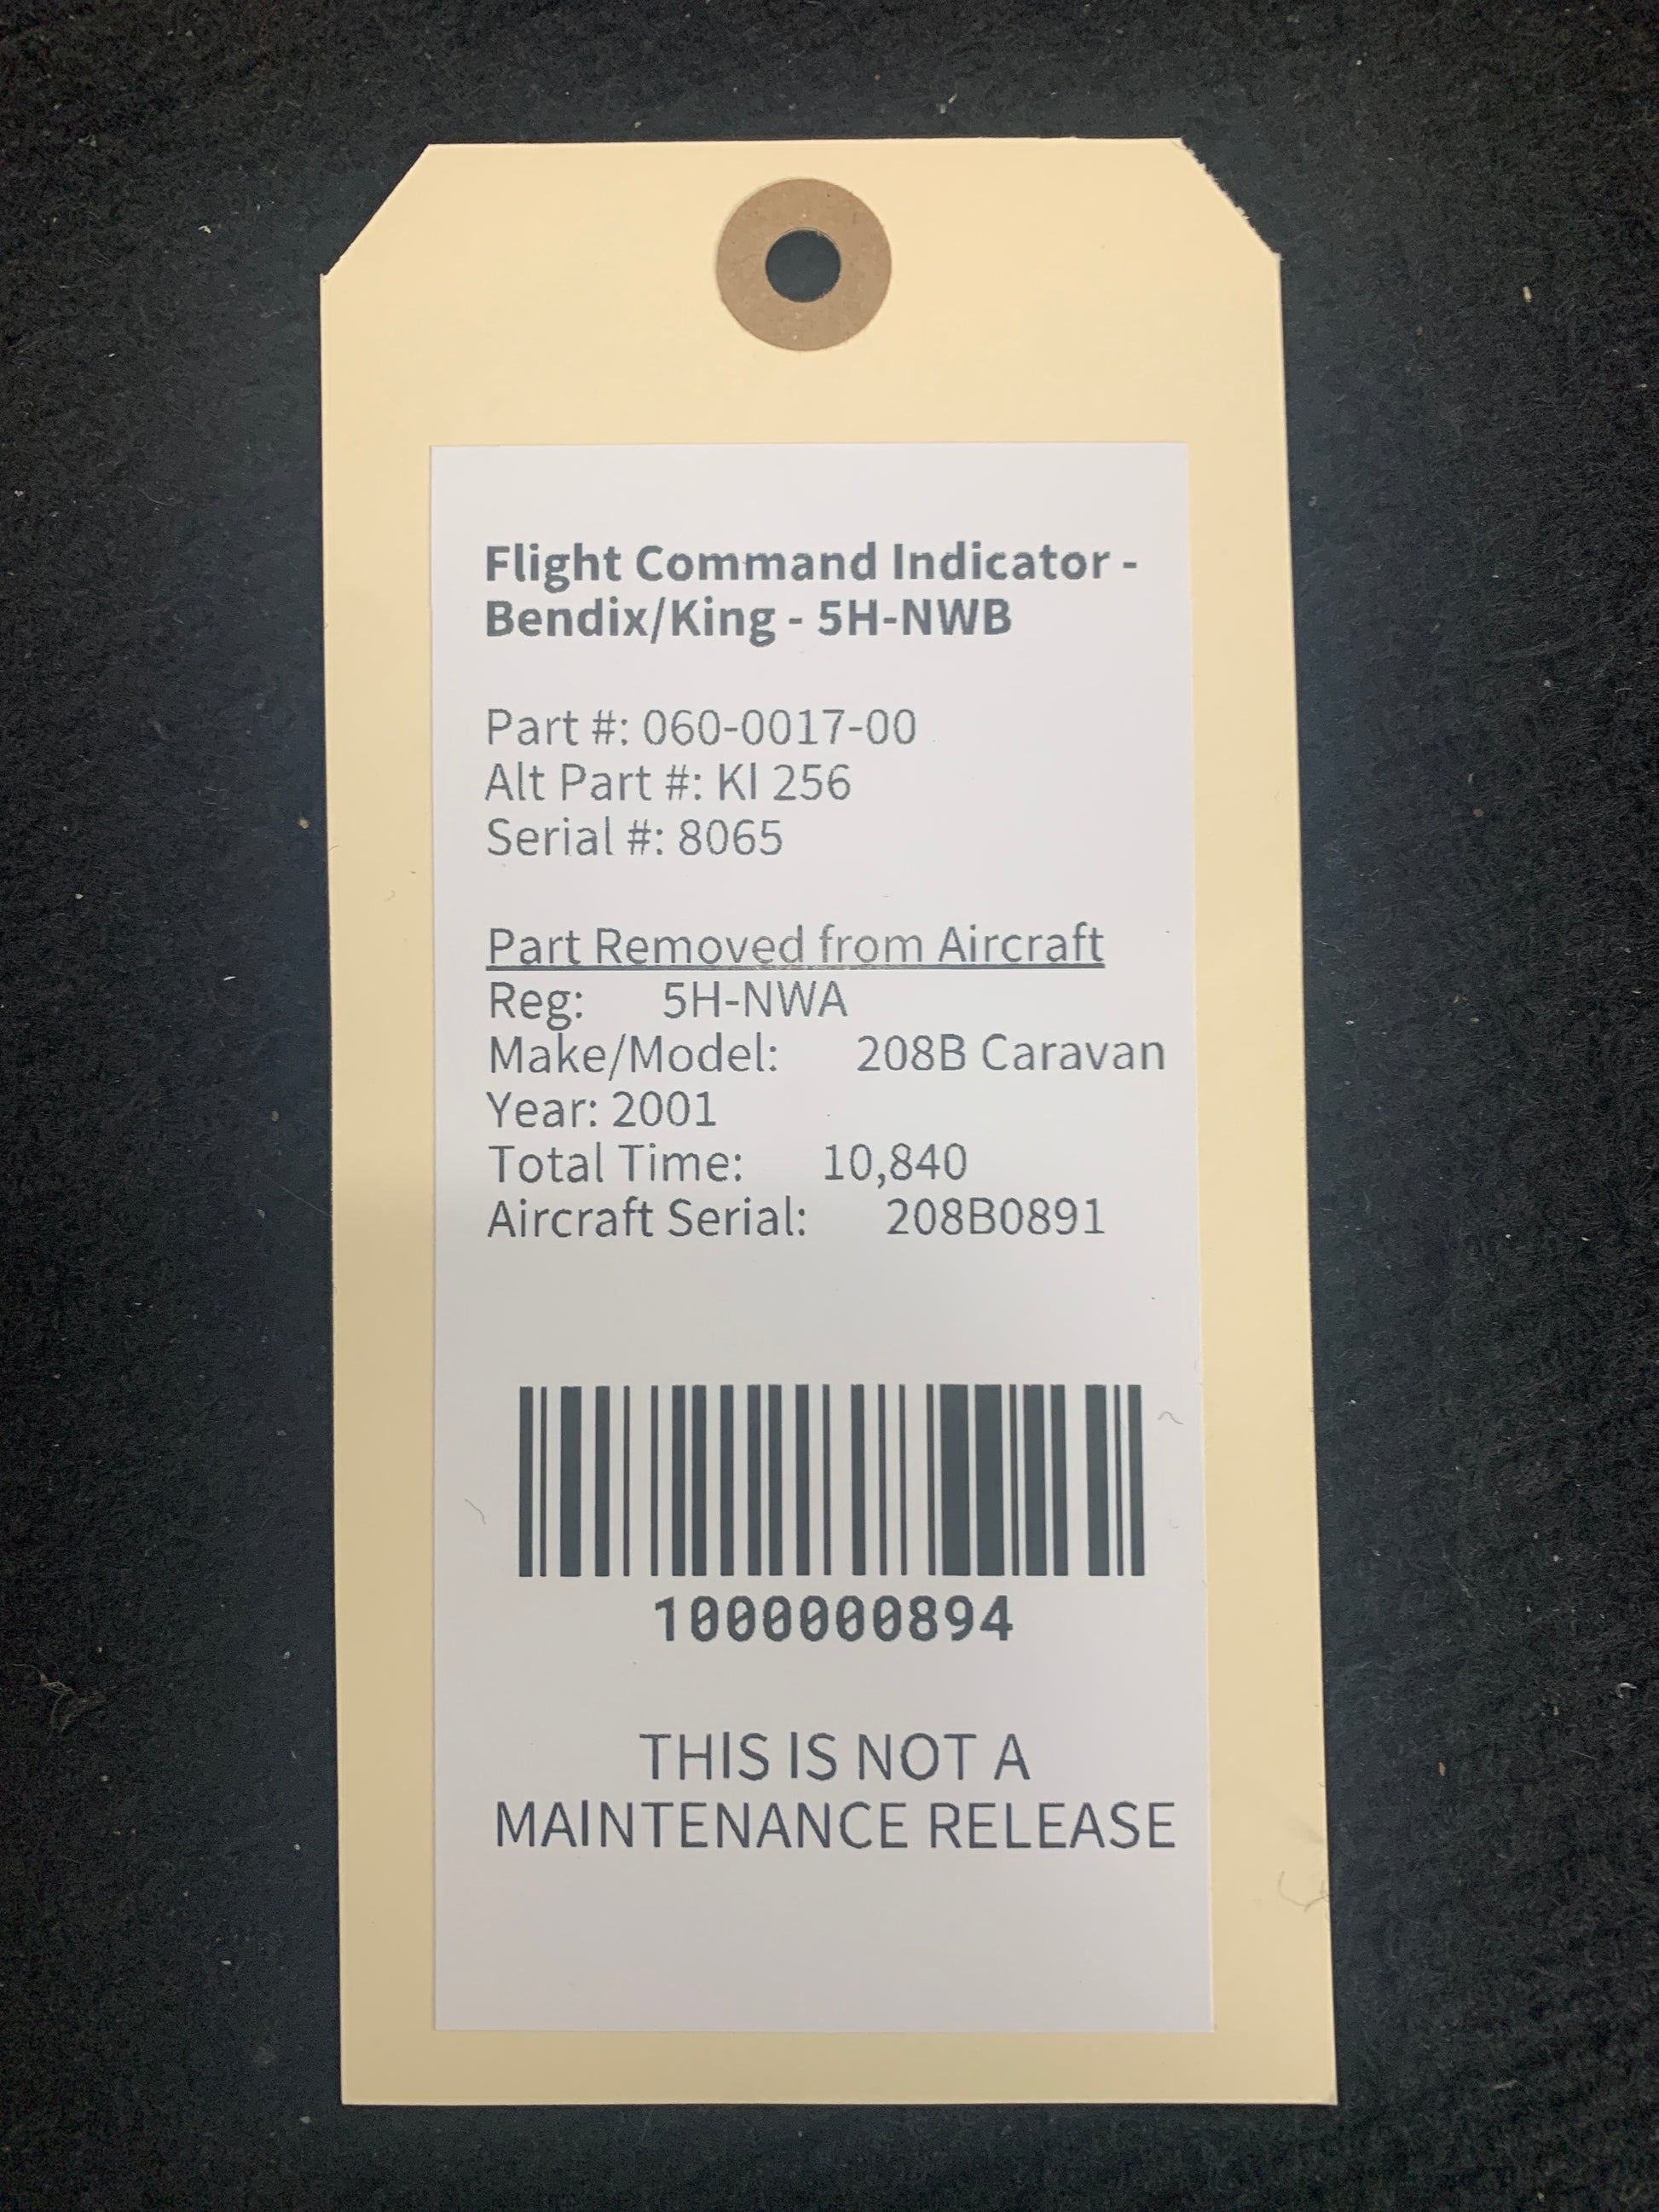 Flight Command Indicator -
Bendix/King - 5H-NWB
Part #: 060-0017-00
Alt Part #: KI 256
Serial #: 8065
Part Removed from Aircraft
Reg: 5H-NWA
Make/Model: 208B Caravan
Year: 2001
Total Time: 10,840
Aircraft Serial: 208B0891
1000000894
THIS IS NOT A
MAINTENANCE RELEASE